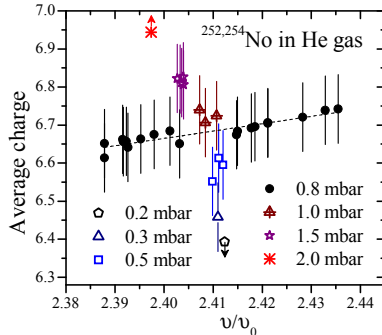 7.0
6.9
6.8
6.7
6.6
6.5
6.4
6.3
Average charge
252,254No in He gas
0.2 mbar
0.3 mbar
0.5 mbar
0.8 mbar
1.0 mbar
1.5 mbar
2.0 mbar
2.38 2.39 2.40 2.41 2.42 2.43 2.44
υ/υ0